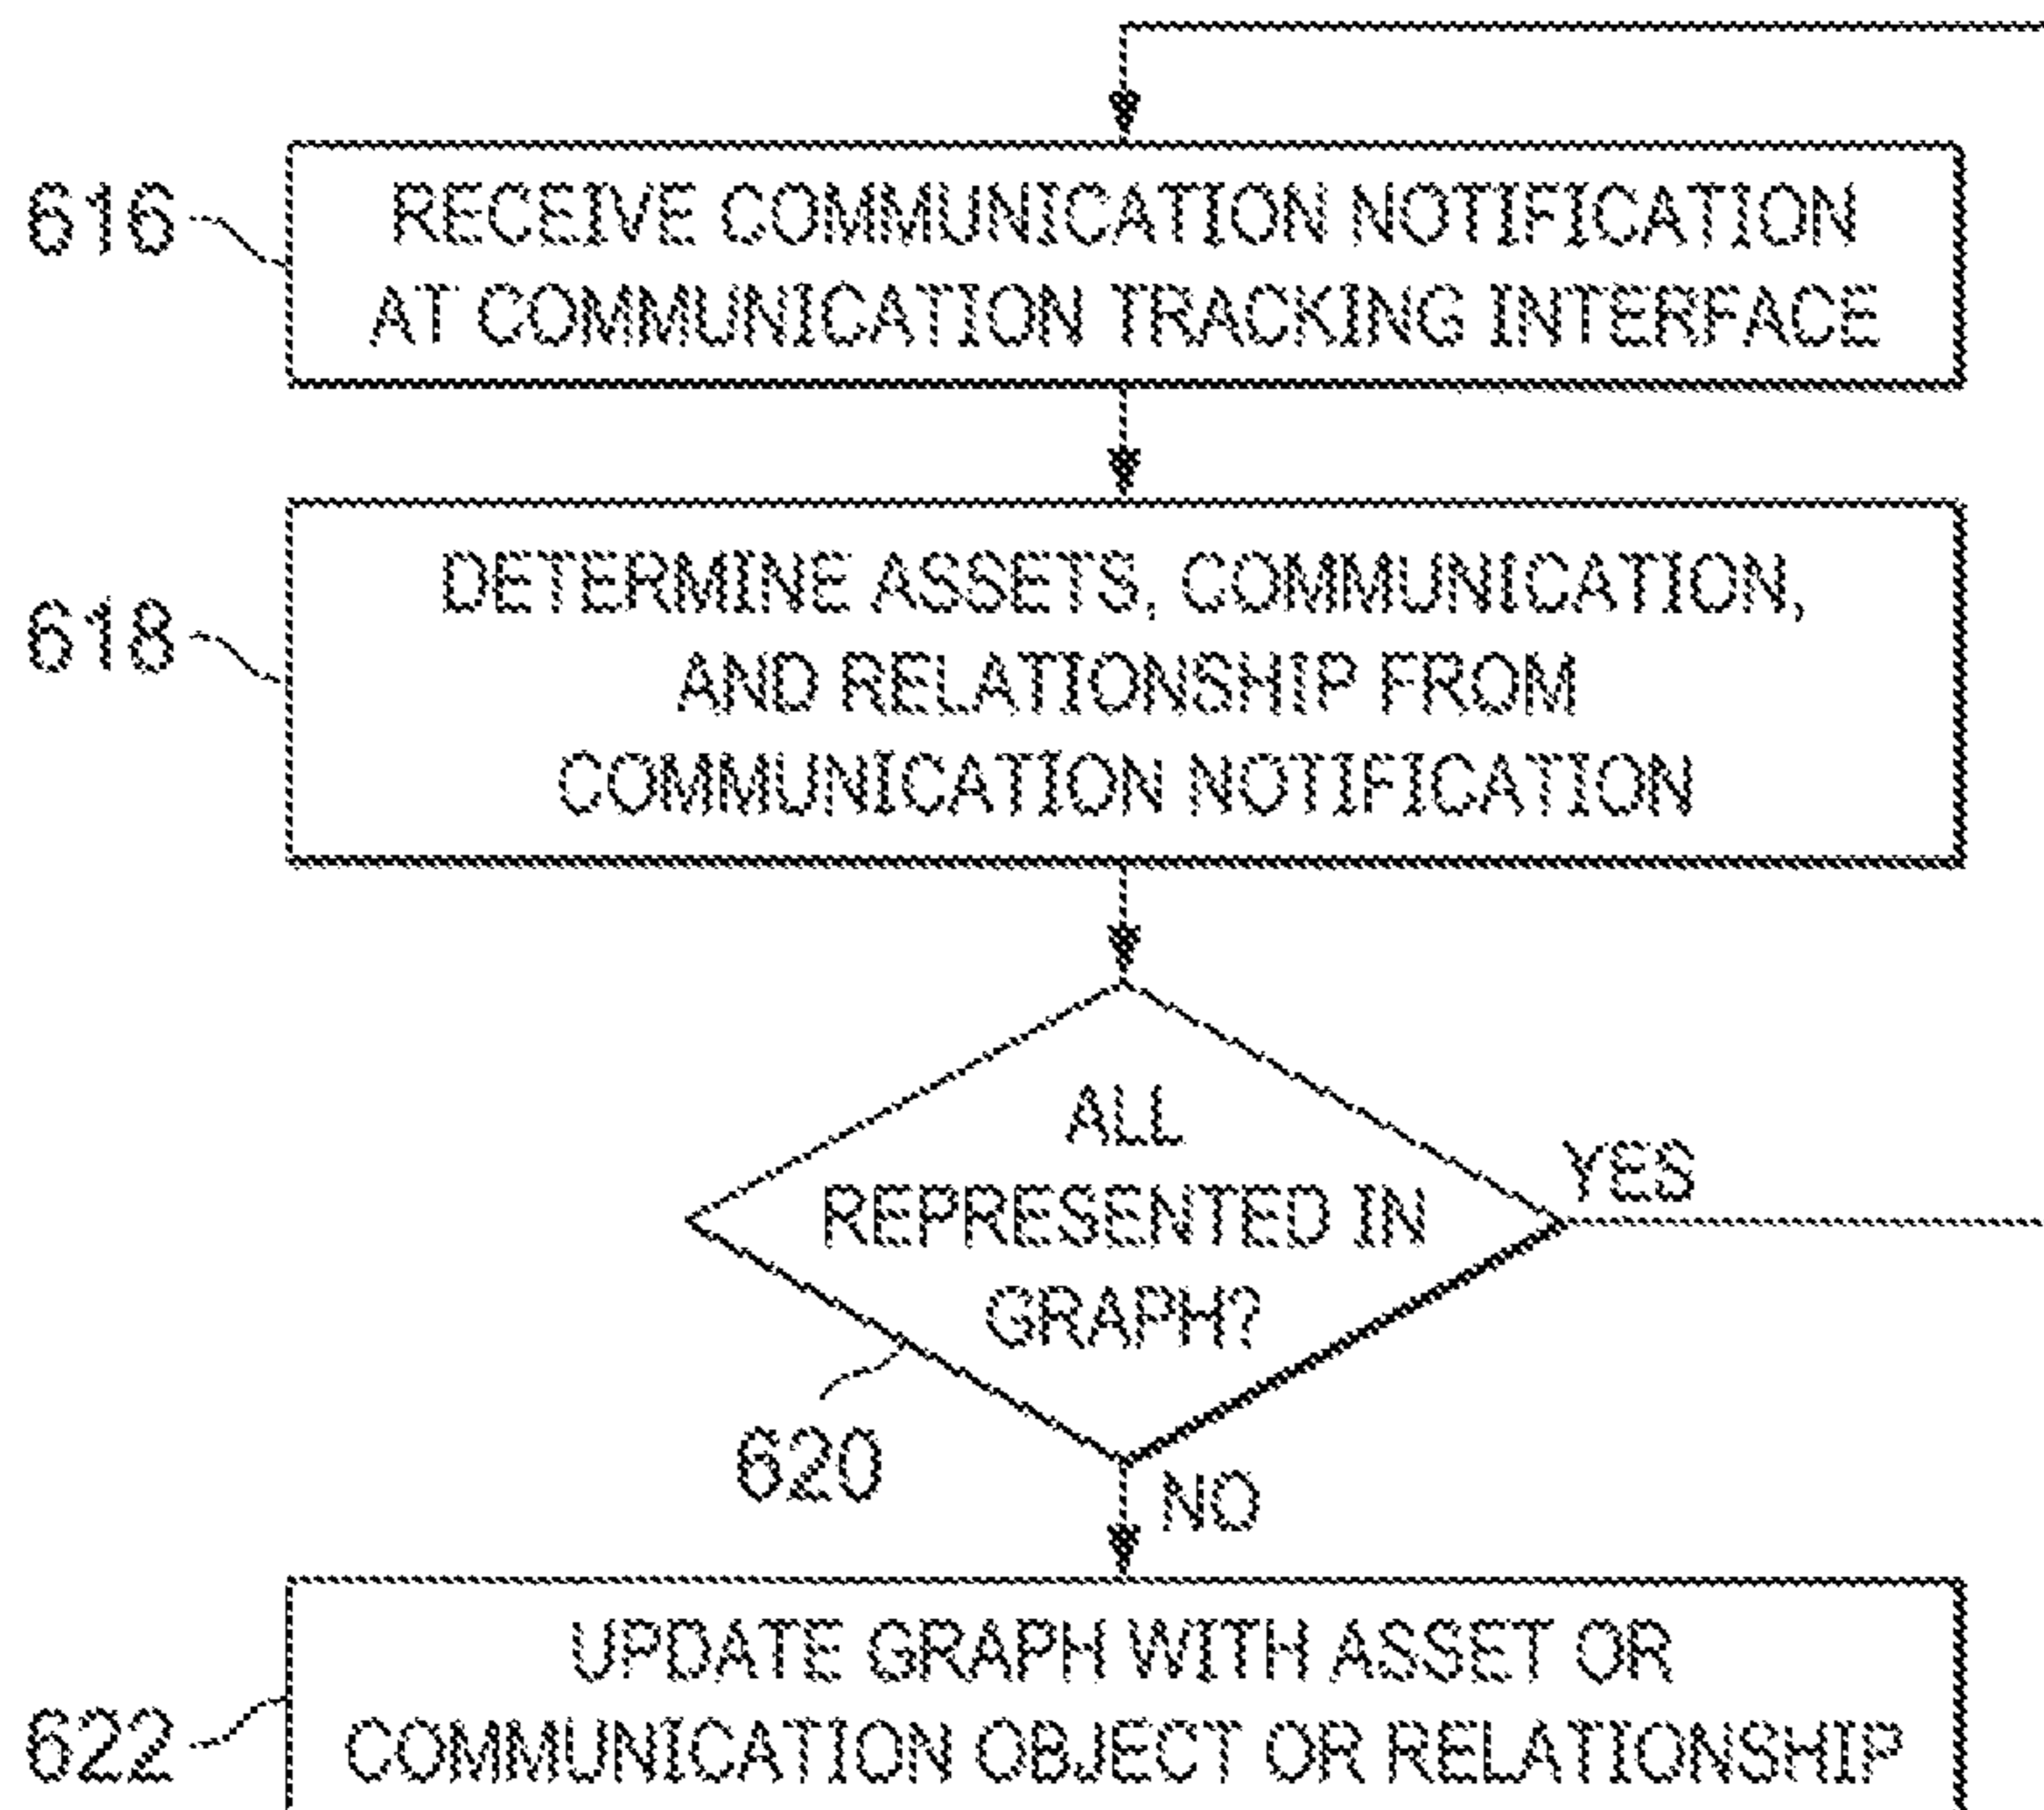 616
RECEIVE COMMUNICATION NOTIFICATION
AT COMMUNICATION TRACKING INTERFACE
618
DETERMINE ASSETS, COMMUNICATION,
AND RELATIONSHIP FROM
COMMUNICATION NOTIFICATION
ALL
REPRESENTED IN
GRAPH?
YES
620
NO
622
UPDATE GRAPH WITH ASSET OR
COMMUNICATION OBJECT OR RELATIONSHIP